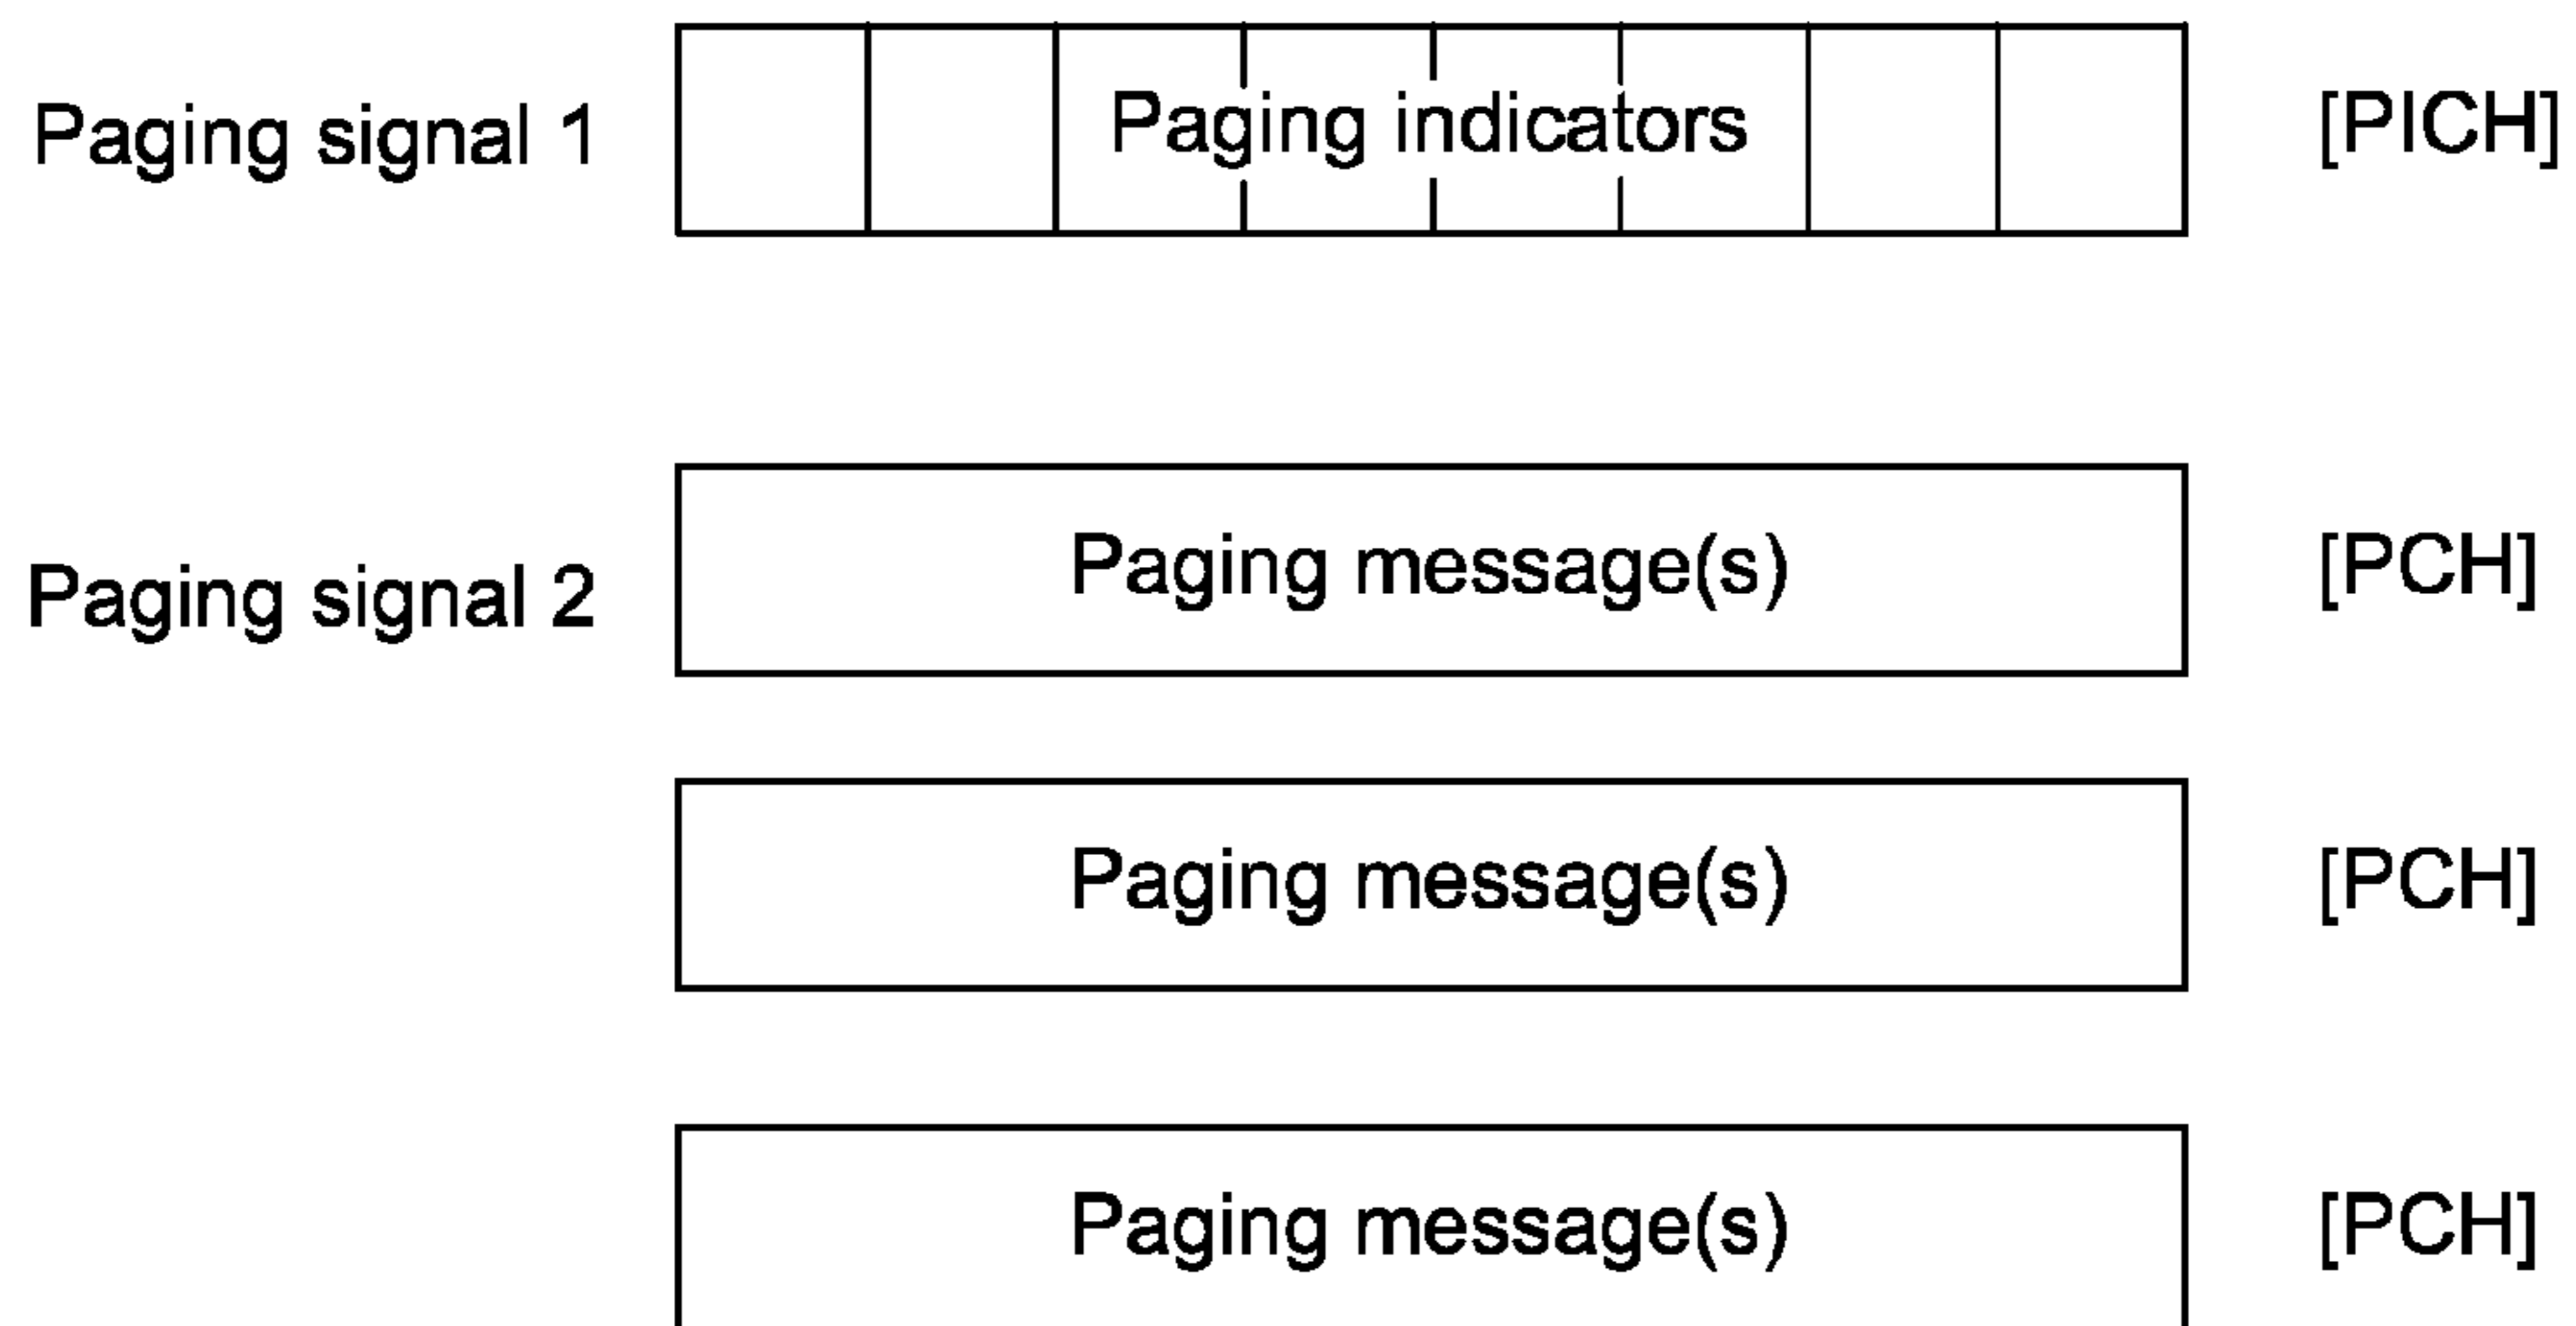 Paging signal 1 Paging indicators [PICH]
Paging message(s) [PCH]
Paging signal 2
Paging message(s) [PCH]
Paging message(s) [PCH]